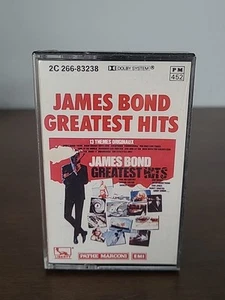 2C 266-83238
DOLBY SYSTEM
PM
452
JAMES BOND
GREATEST HITS
13 THEMES ORIGINAUX
JAMES BOND
GREATEST HITS
PATHE MARCONI
EMI